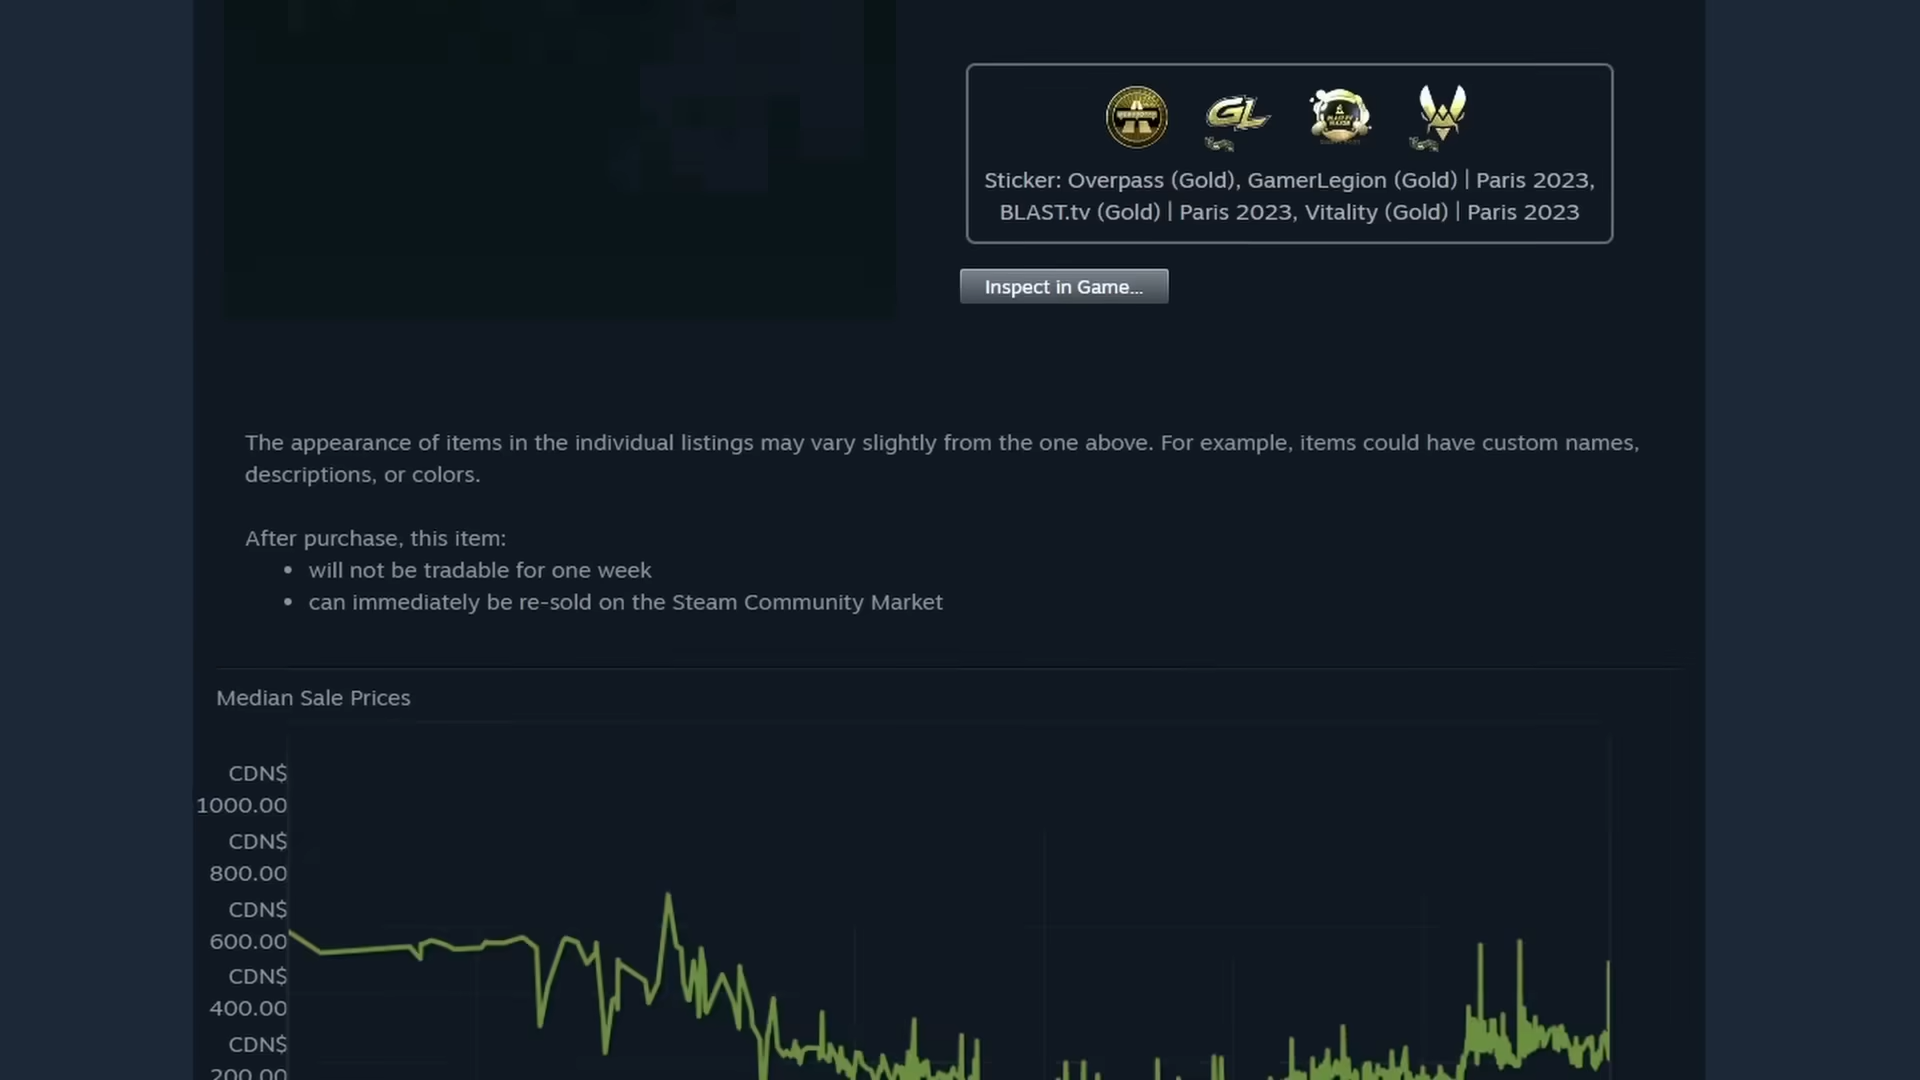 Sticker: Overpass (Gold), GamerLegion (Gold) | Paris 2023,
BLAST.tv (Gold) | Paris 2023, Vitality (Gold) | Paris 2023
Inspect in Game...
The appearance of items in the individual listings may vary slightly from the one above. For example, items could have custom names,
descriptions, or colors.
After purchase, this item:
• will not be tradable for one week
• can immediately be re-sold on the Steam Community Market
Median Sale Prices
CDN$
1000.00
CDN$
800.00
CDN$
600.00
CDN$
400.00
CDN$
200.00